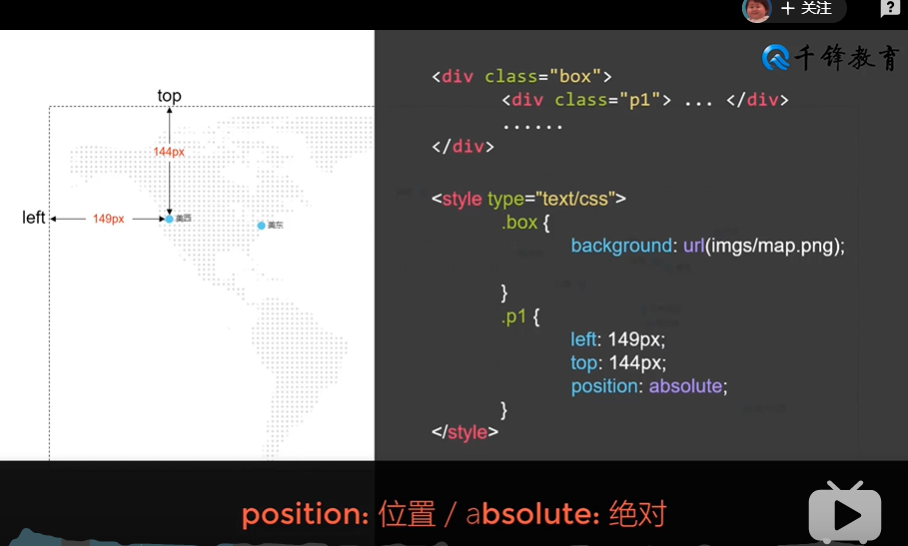 + 关注
?
千锋教育
top
144px
left
149px
美西
美东
<div class="box">
<div class="p1"> ... </div>
......
</div>
<style type="text/css">
.box {
background: url(imgs/map.png);
}
.p1 {
left: 149px;
top: 144px;
position: absolute;
}
</style>
position: 位置 / absolute: 绝对